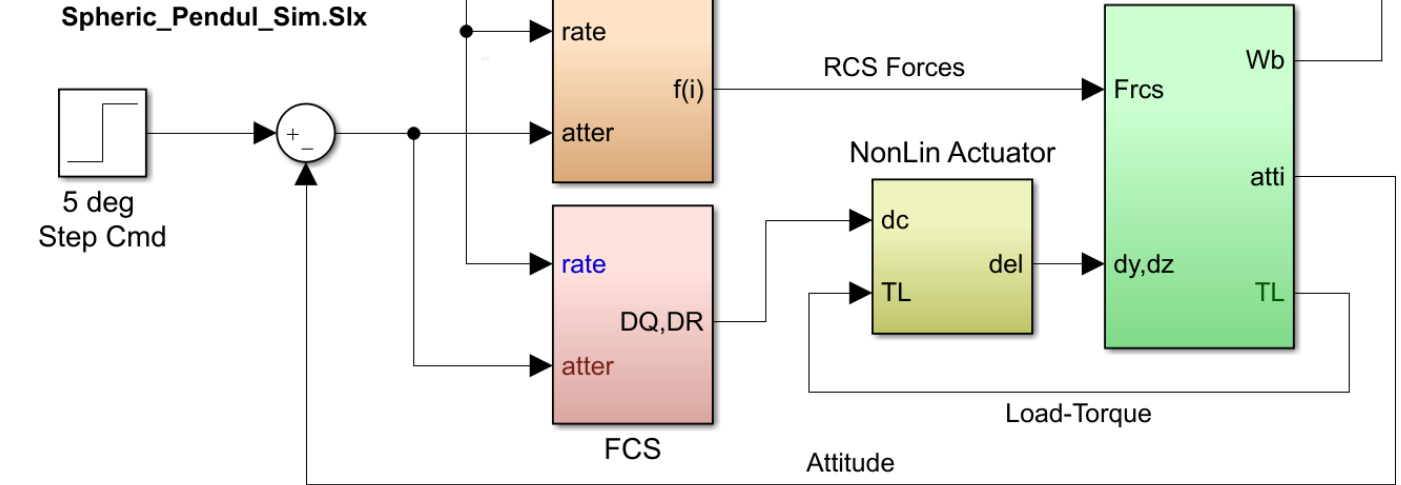 Spheric_Pendul_Sim.Slx
rate
f(i)
atter
RCS Forces
Wb
Frcs
atti
dy,dz
TL
+
_
5 deg
Step Cmd
NonLin Actuator
dc
del
TL
rate
DQ,DR
atter
FCS
Load-Torque
Attitude